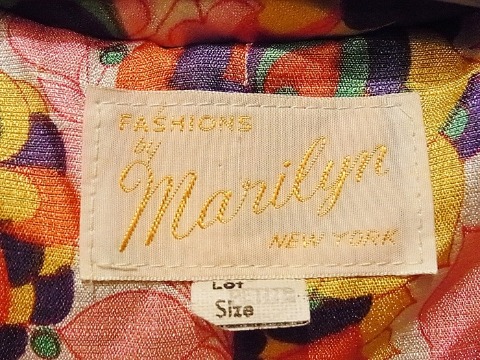 FASHIONS
by
Marilyn
NEW YORK
Lot
Size